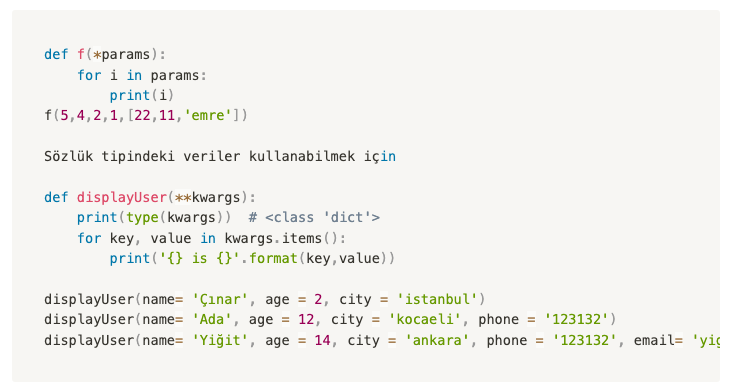 def f(*params):
    for i in params:
        print(i)
f(5,4,2,1,[22,11,'emre'])
Sözlük tipindeki veriler kullanabilmek için
def displayUser(**kwargs):
    print(type(kwargs))  # <class 'dict'>
    for key, value in kwargs.items():
        print('{} is {}'.format(key,value))
displayUser(name= 'Çınar', age = 2, city = 'istanbul')
displayUser(name= 'Ada', age = 12, city = 'kocaeli', phone = '123132')
displayUser(name= 'Yiğit', age = 14, city = 'ankara', phone = '123132', email=